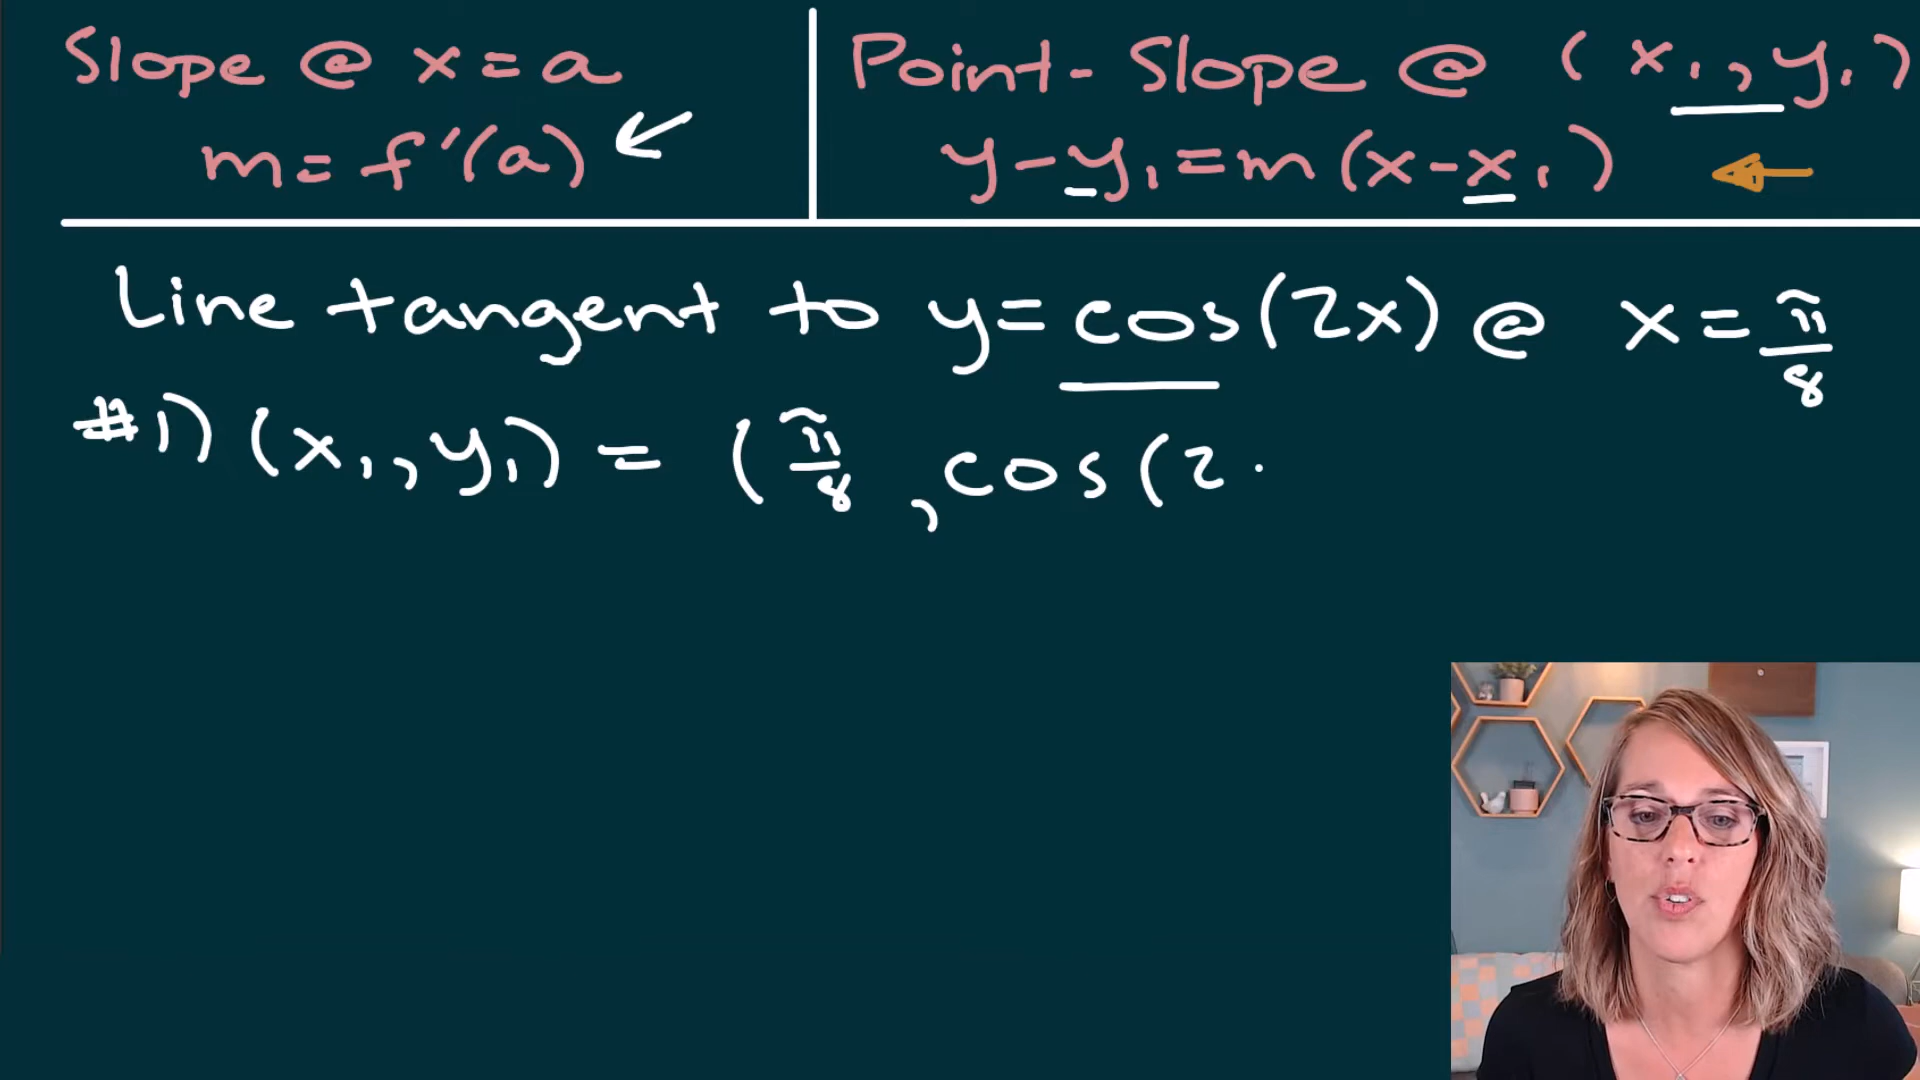 Slope @ x = a
m = f'(a)
Point-Slope @ (x₁, y₁)
y - y₁ = m(x - x₁)
Line tangent to y = cos(2x) @ x = π/8
#1) (x₁, y₁) = (π/8, cos(2 ·